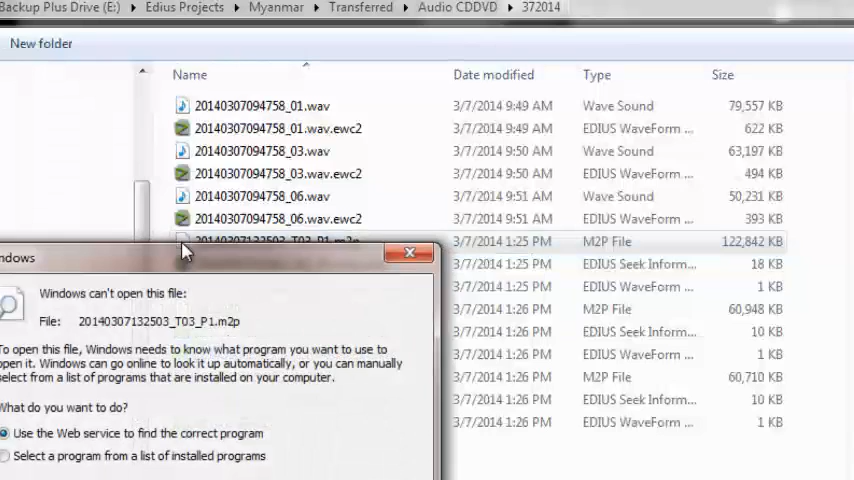 Backup Plus Drive (E:) ▸ Edius Projects ▸ Myanmar ▸ Transferred ▸ Audio CDDVD ▸ 372014
New folder
Name Date modified Type Size
20140307094758_01.wav 3/7/2014 9:49 AM Wave Sound 79,557 KB
20140307094758_01.wav.ewc2 3/7/2014 9:49 AM EDIUS WaveForm ... 622 KB
20140307094758_03.wav 3/7/2014 9:50 AM Wave Sound 63,197 KB
20140307094758_03.wav.ewc2 3/7/2014 9:50 AM EDIUS WaveForm ... 494 KB
20140307094758_06.wav 3/7/2014 9:51 AM Wave Sound 50,231 KB
20140307094758_06.wav.ewc2 3/7/2014 9:51 AM EDIUS WaveForm ... 393 KB
20140307132503_T03_P1.m2p 3/7/2014 1:25 PM M2P File 122,842 KB
3/7/2014 1:25 PM EDIUS Seek Inform... 18 KB
3/7/2014 1:25 PM EDIUS WaveForm ... 1 KB
3/7/2014 1:26 PM M2P File 60,948 KB
3/7/2014 1:26 PM EDIUS Seek Inform... 10 KB
3/7/2014 1:26 PM EDIUS WaveForm ... 1 KB
3/7/2014 1:26 PM M2P File 60,710 KB
3/7/2014 1:26 PM EDIUS Seek Inform... 10 KB
3/7/2014 1:26 PM EDIUS WaveForm ... 1 KB
ndows
Windows can't open this file:
File: 20140307132503_T03_P1.m2p
To open this file, Windows needs to know what program you want to use to
open it. Windows can go online to look it up automatically, or you can manually
select from a list of programs that are installed on your computer.
What do you want to do?
Use the Web service to find the correct program
Select a program from a list of installed programs